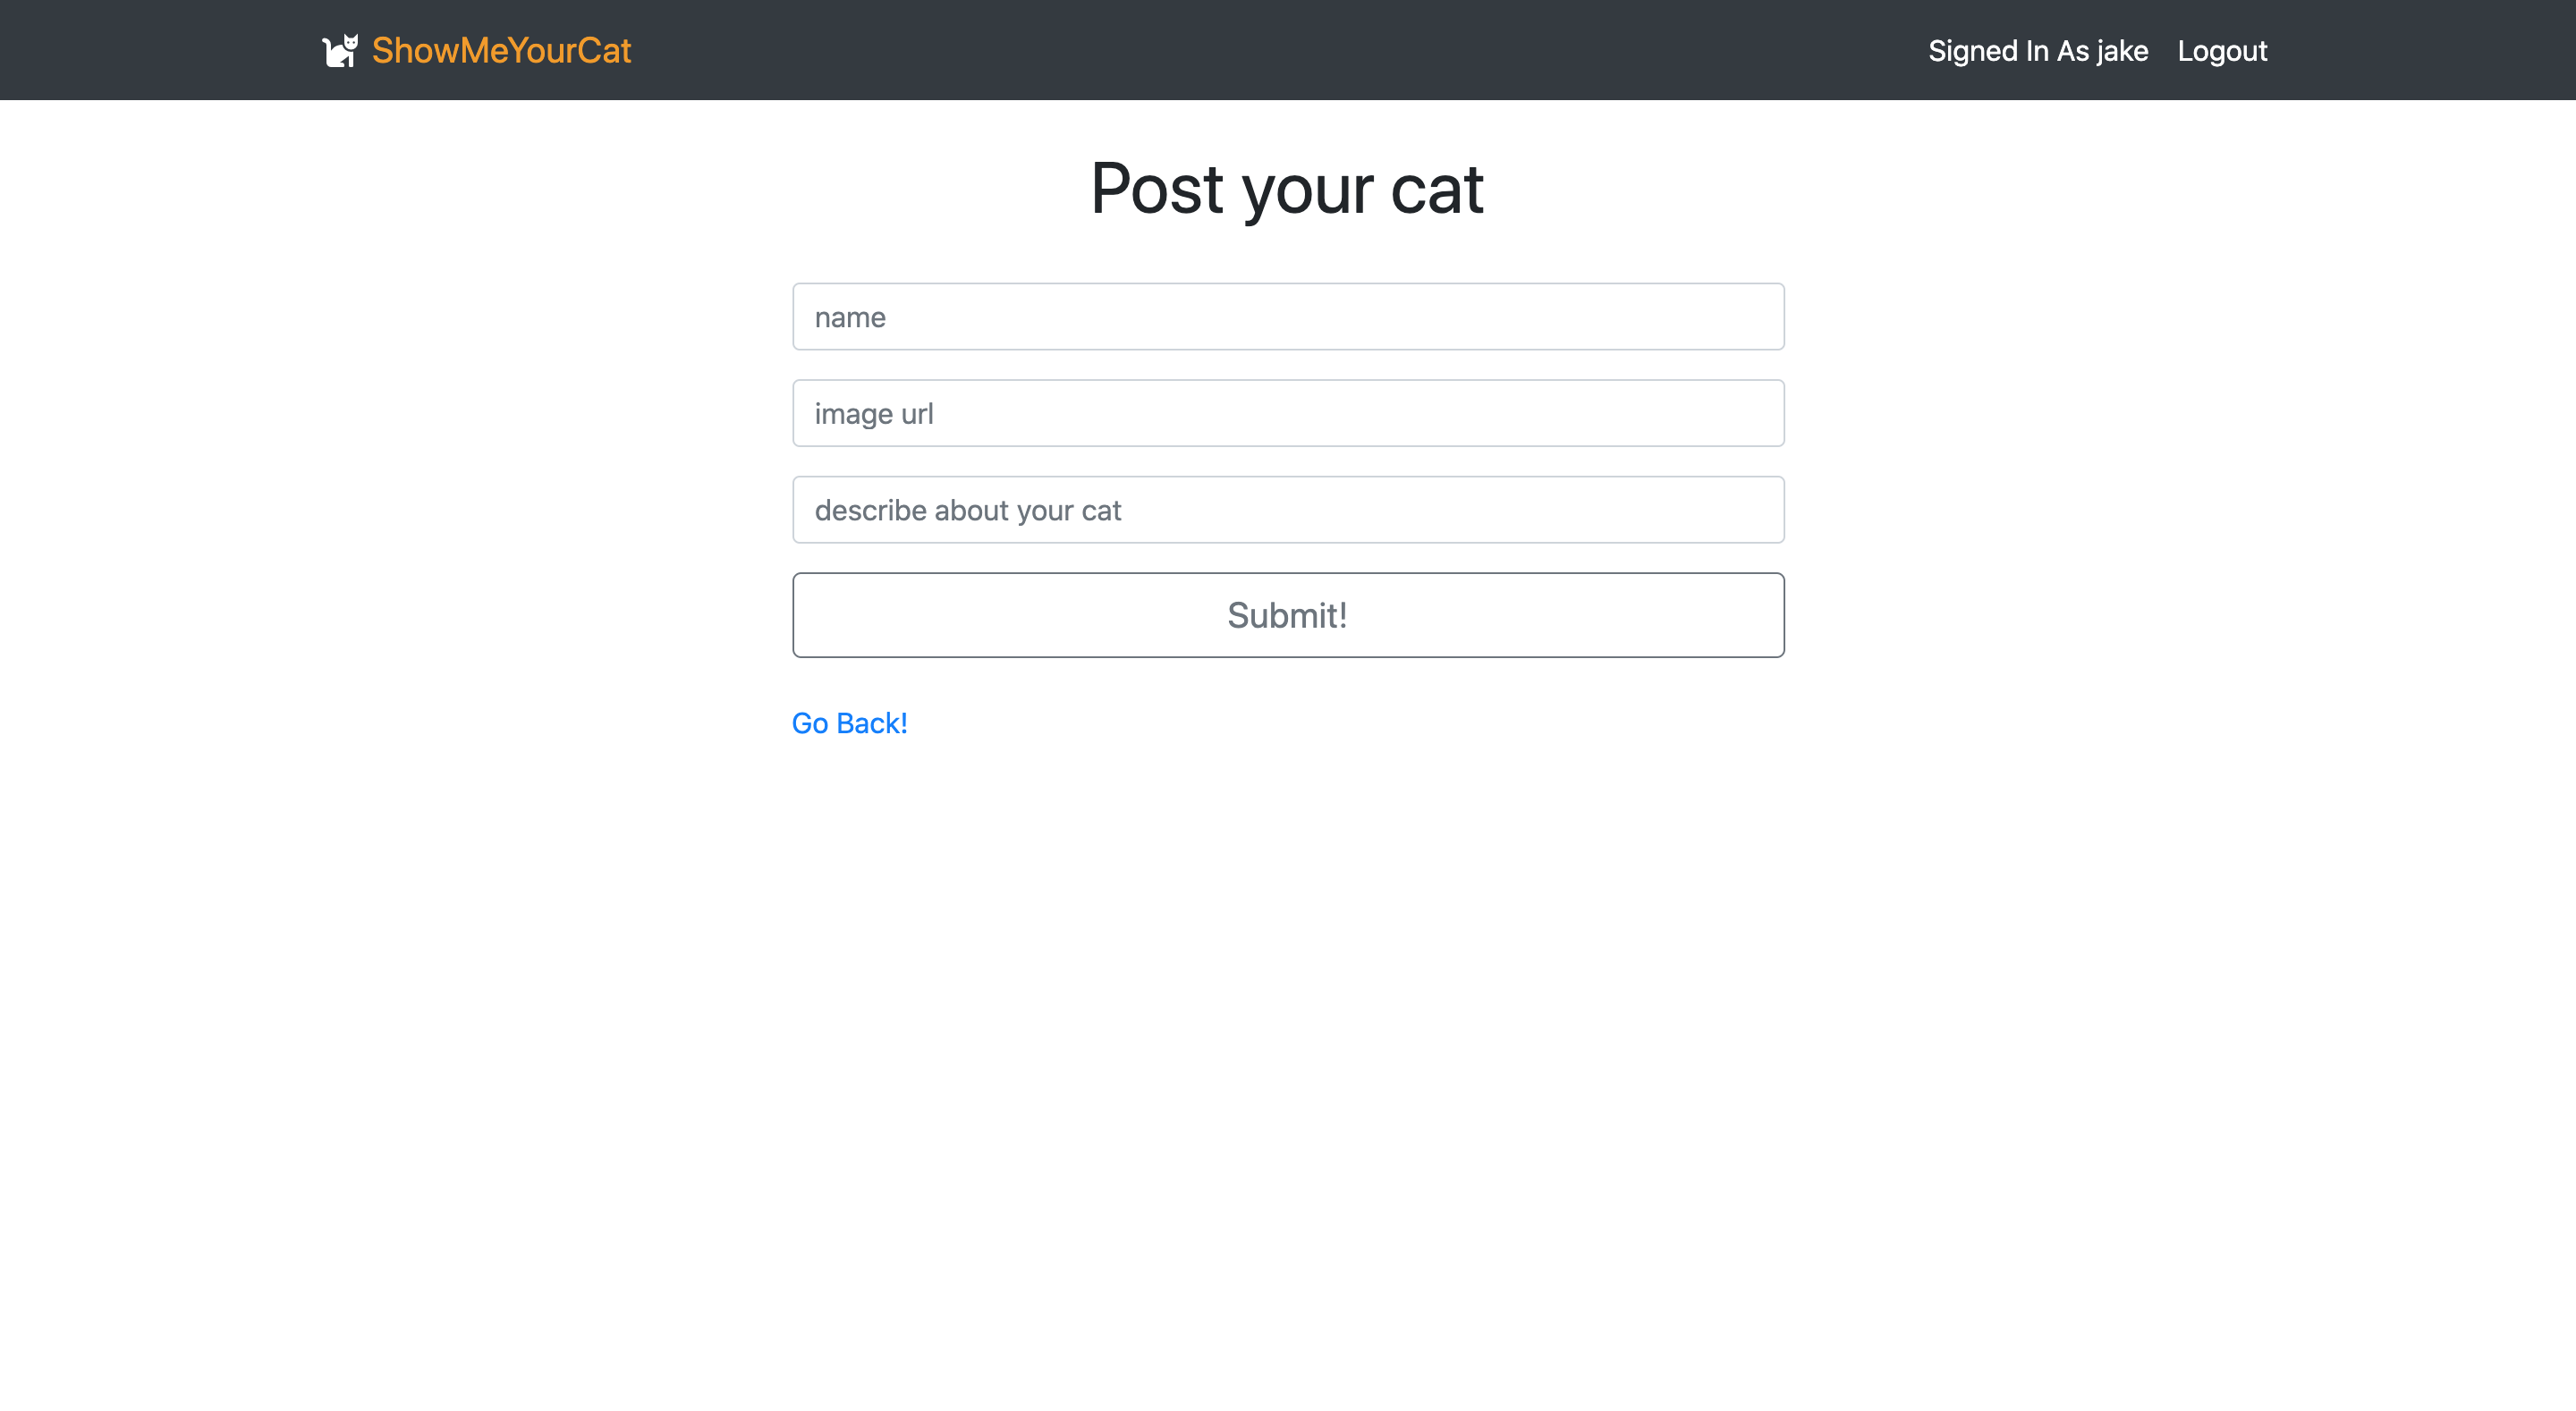 ShowMeYourCat
Signed In As jake Logout
Post your cat
name
image url
describe about your cat
Submit!
Go Back!